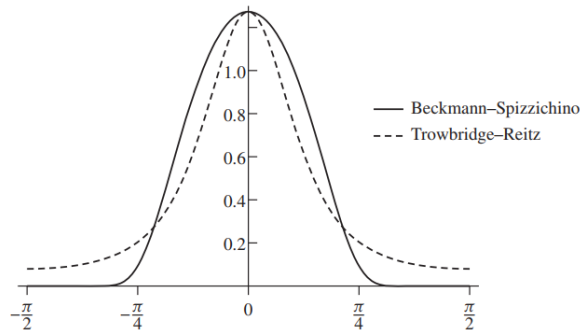 1.0
0.8
0.6
0.4
0.2
Beckmann–Spizzichino
Trowbridge–Reitz
−π/2
−π/4
0
π/4
π/2